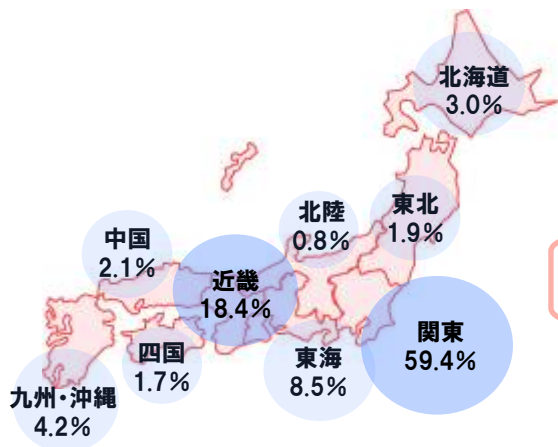 北海道
3.0%
東北
1.9%
北陸
0.8%
中国
2.1%
近畿
18.4%
関東
59.4%
四国
1.7%
東海
8.5%
九州・沖縄
4.2%